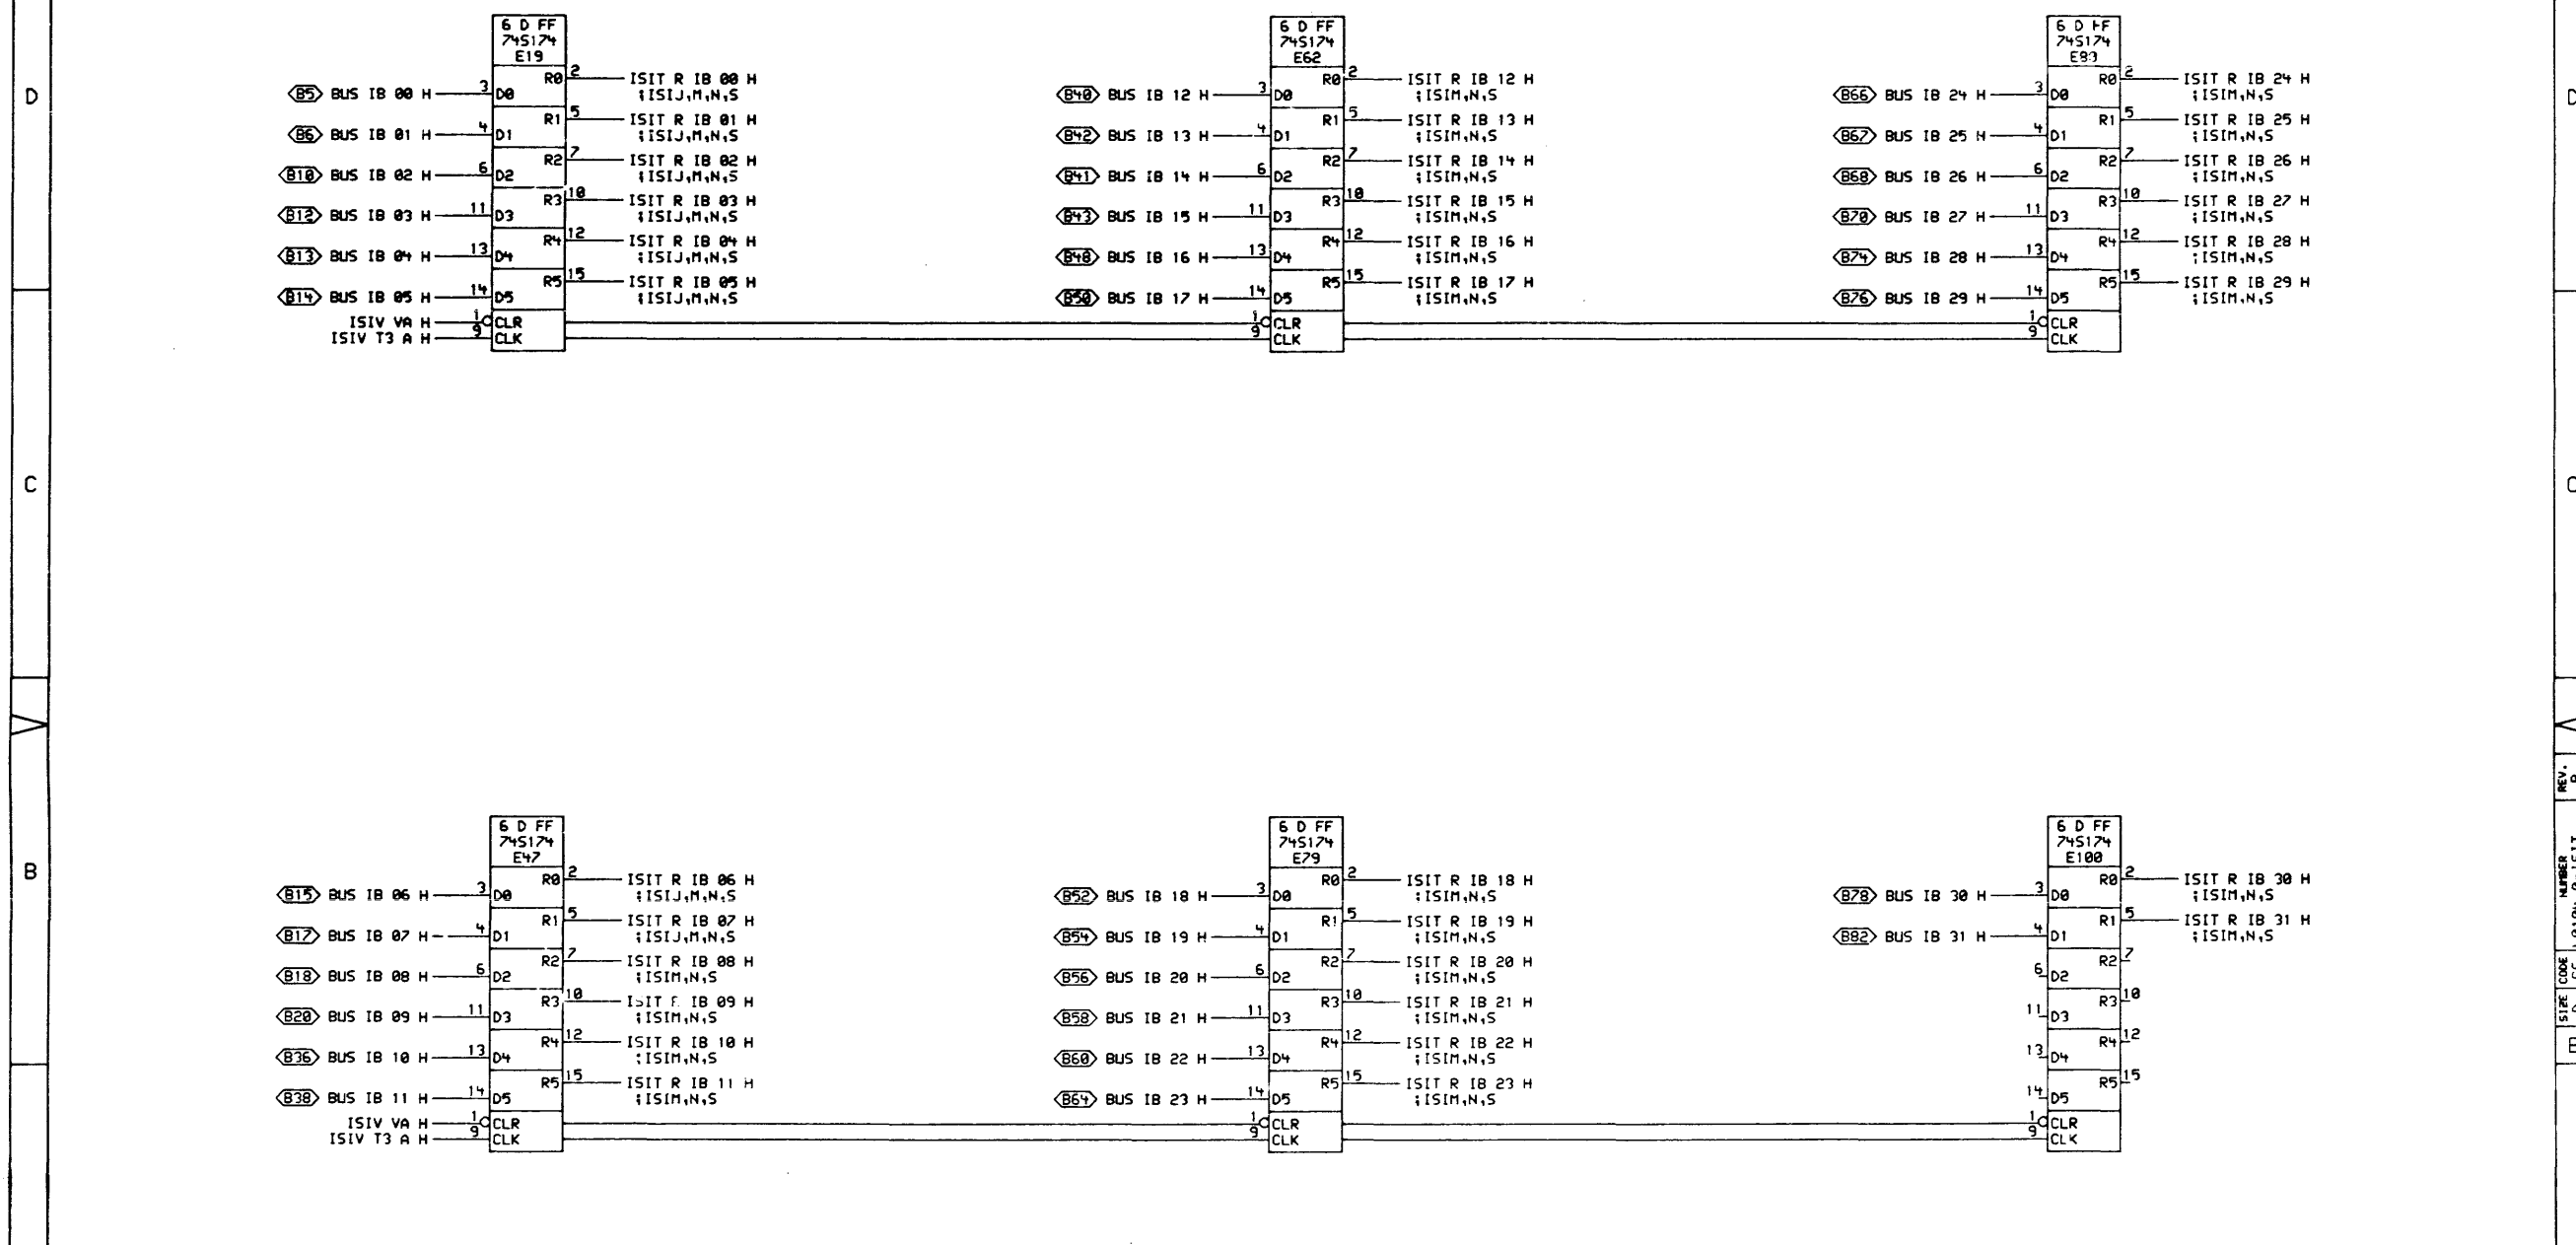 D
6 D FF
74S174
E19
B5 BUS IB 00 H 3 D0 R0 2 ISIT R IB 00 H
;ISIJ,M,N,S
B6 BUS IB 01 H 4 D1 R1 5 ISIT R IB 01 H
;ISIJ,M,N,S
B10 BUS IB 02 H 6 D2 R2 7 ISIT R IB 02 H
;ISIJ,M,N,S
B12 BUS IB 03 H 11 D3 R3 10 ISIT R IB 03 H
;ISIJ,M,N,S
B13 BUS IB 04 H 13 D4 R4 12 ISIT R IB 04 H
;ISIJ,M,N,S
B14 BUS IB 05 H 14 D5 R5 15 ISIT R IB 05 H
;ISIJ,M,N,S
ISIV VA H 1 CLR
ISIV T3 A H 9 CLK
6 D FF
74S174
E62
B40 BUS IB 12 H 3 D0 R0 2 ISIT R IB 12 H
;ISIM,N,S
B42 BUS IB 13 H 4 D1 R1 5 ISIT R IB 13 H
;ISIM,N,S
B41 BUS IB 14 H 6 D2 R2 7 ISIT R IB 14 H
;ISIM,N,S
B43 BUS IB 15 H 11 D3 R3 10 ISIT R IB 15 H
;ISIM,N,S
B48 BUS IB 16 H 13 D4 R4 12 ISIT R IB 16 H
;ISIM,N,S
B50 BUS IB 17 H 14 D5 R5 15 ISIT R IB 17 H
;ISIM,N,S
1 CLR
9 CLK
6 D FF
74S174
B66 BUS IB 24 H 3 D0 R0 2 ISIT R IB 24 H
;ISIM,N,S
B67 BUS IB 25 H 4 D1 R1 5 ISIT R IB 25 H
;ISIM,N,S
B68 BUS IB 26 H 6 D2 R2 7 ISIT R IB 26 H
;ISIM,N,S
B70 BUS IB 27 H 11 D3 R3 10 ISIT R IB 27 H
;ISIM,N,S
B74 BUS IB 28 H 13 D4 R4 12 ISIT R IB 28 H
;ISIM,N,S
B76 BUS IB 29 H 14 D5 R5 15 ISIT R IB 29 H
;ISIM,N,S
1 CLR
9 CLK
C
B
6 D FF
74S174
E47
B15 BUS IB 06 H 3 D0 R0 2 ISIT R IB 06 H
;ISIJ,M,N,S
B17 BUS IB 07 H 4 D1 R1 5 ISIT R IB 07 H
;ISIJ,M,N,S
B18 BUS IB 08 H 6 D2 R2 7 ISIT R IB 08 H
;ISIM,N,S
B20 BUS IB 09 H 11 D3 R3 10 ISIT R IB 09 H
;ISIM,N,S
B36 BUS IB 10 H 13 D4 R4 12 ISIT R IB 10 H
;ISIM,N,S
B38 BUS IB 11 H 14 D5 R5 15 ISIT R IB 11 H
;ISIM,N,S
ISIV VA H 1 CLR
ISIV T3 A H 9 CLK
6 D FF
74S174
E79
B52 BUS IB 18 H 3 D0 R0 2 ISIT R IB 18 H
;ISIM,N,S
B54 BUS IB 19 H 4 D1 R1 5 ISIT R IB 19 H
;ISIM,N,S
B56 BUS IB 20 H 6 D2 R2 7 ISIT R IB 20 H
;ISIM,N,S
B58 BUS IB 21 H 11 D3 R3 10 ISIT R IB 21 H
;ISIM,N,S
B60 BUS IB 22 H 13 D4 R4 12 ISIT R IB 22 H
;ISIM,N,S
B64 BUS IB 23 H 14 D5 R5 15 ISIT R IB 23 H
;ISIM,N,S
1 CLR
9 CLK
6 D FF
74S174
E100
B78 BUS IB 30 H 3 D0 R0 2 ISIT R IB 30 H
;ISIM,N,S
B82 BUS IB 31 H 4 D1 R1 5 ISIT R IB 31 H
;ISIM,N,S
6 D2 R2 7
11 D3 R3 10
13 D4 R4 12
14 D5 R5 15
1 CLR
9 CLK
REV.
NUMBER
CODE
SIZE